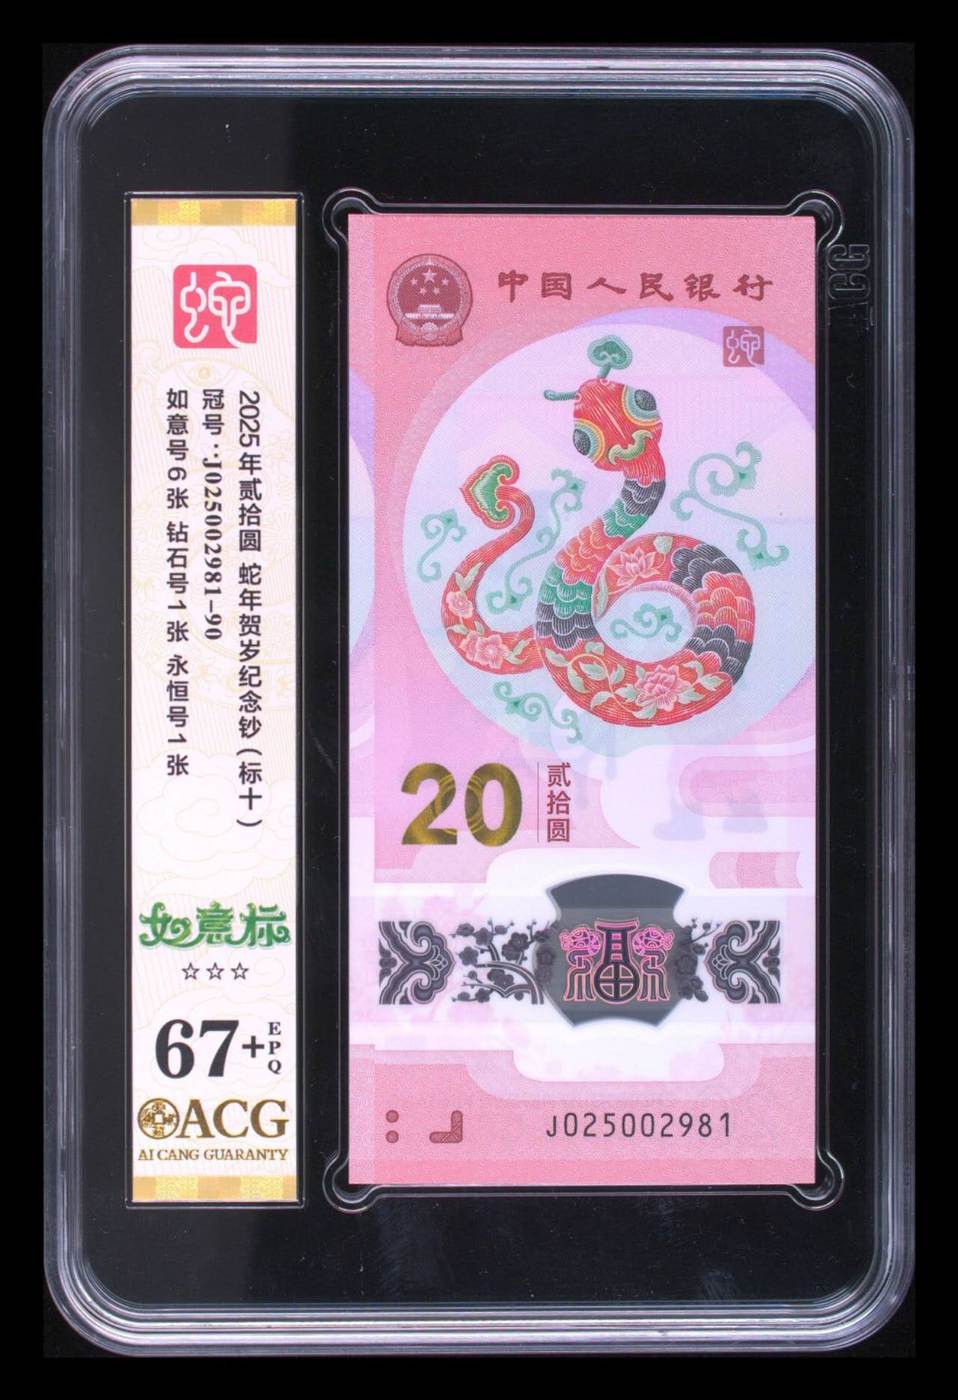 蛇
2025年贰拾圆 蛇年贺岁纪念钞（标十）
冠号：J025002981-90
如意号6张 钻石号1张 永恒号1张
如意标
☆☆☆
67+EPQ
ACG
AI CANG GUARANTY
中国人民银行
蛇
20 贰拾圆
福
J025002981
ACG